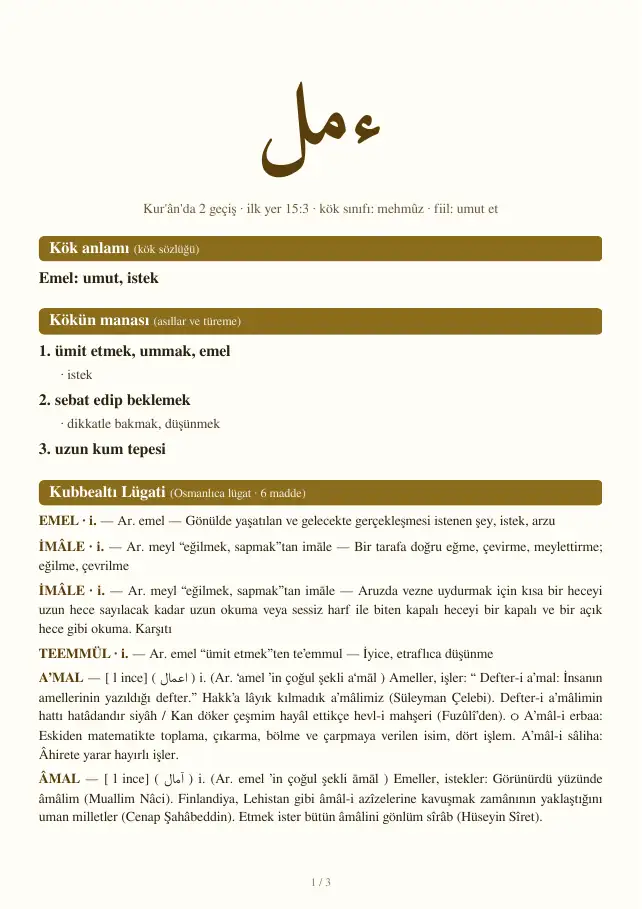 ءمل
Kur'ân'da 2 geçiş · ilk yer 15:3 · kök sınıfı: mehmûz · fiil: umut et
Kök anlamı (kök sözlüğü)
Emel: umut, istek
Kökün manası (asıllar ve türeme)
1. ümit etmek, ummak, emel
· istek
2. sebat edip beklemek
· dikkatle bakmak, düşünmek
3. uzun kum tepesi
Kubbealtı Lügati (Osmanlıca lügat · 6 madde)
EMEL · i. — Ar. emel — Gönülde yaşatılan ve gelecekte gerçekleşmesi istenen şey, istek, arzu
İMÂLE · i. — Ar. meyl “eğilmek, sapmak”tan imāle — Bir tarafa doğru eğme, çevirme, meylettirme;
eğilme, çevrilme
İMÂLE · i. — Ar. meyl “eğilmek, sapmak”tan imāle — Aruzda vezne uydurmak için kısa bir heceyi
uzun hece sayılacak kadar uzun okuma veya sessiz harf ile biten kapalı heceyi bir kapalı ve bir açık
hece gibi okuma. Karşıtı
TEEMMÜL · i. — Ar. emel “ümit etmek”ten te’emmul — İyice, etraflıca düşünme
A’MAL — [ l ince] ( اعمال ) i. (Ar. ‘amel ’in çoğul şekli a‘māl ) Ameller, işler: “ Defter-i a’mal: İnsanın
amellerinin yazıldığı defter.” Hakk’a lâyık kılmadık a’mâlimiz (Süleyman Çelebi). Defter-i a’mâlimin
hattı hatâdandır siyâh / Kan döker çeşmim hayâl ettikçe hevl-i mahşeri (Fuzûlî’den). ѻ A’mâl-i erbaa:
Eskiden matematikte toplama, çıkarma, bölme ve çarpmaya verilen isim, dört işlem. A’mâl-i sâliha:
Âhirete yarar hayırlı işler.
ÂMAL — [ l ince] ( آمال ) i. (Ar. emel ’in çoğul şekli āmāl ) Emeller, istekler: Görünürdü yüzünde
âmâlim (Muallim Nâci). Finlandiya, Lehistan gibi âmâl-i azîzelerine kavuşmak zamânının yaklaştığını
uman milletler (Cenap Şahâbeddin). Etmek ister bütün âmâlini gönlüm sîrâb (Hüseyin Sîret).
1 / 3